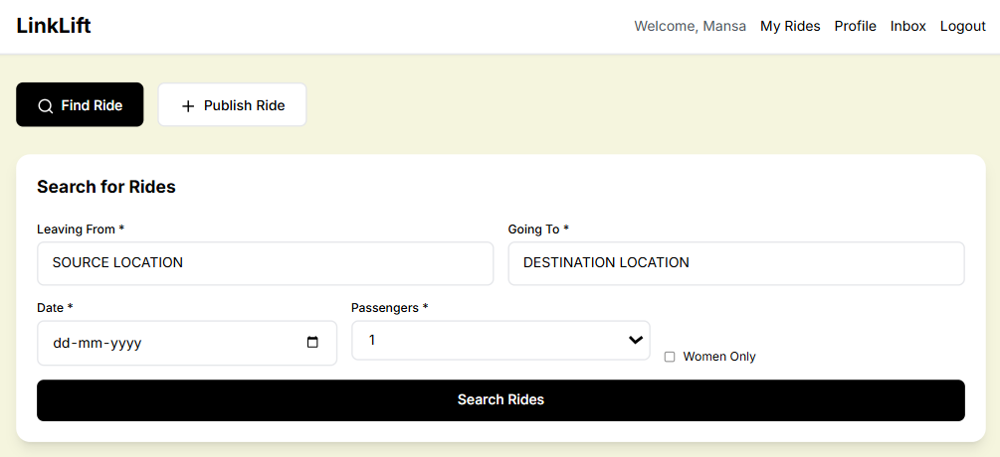 LinkLift
Welcome, Mansa My Rides Profile Inbox Logout
Find Ride
Publish Ride
Search for Rides
Leaving From *
Going To *
SOURCE LOCATION
DESTINATION LOCATION
Date *
Passengers *
dd-mm-yyyy
1
Women Only
Search Rides